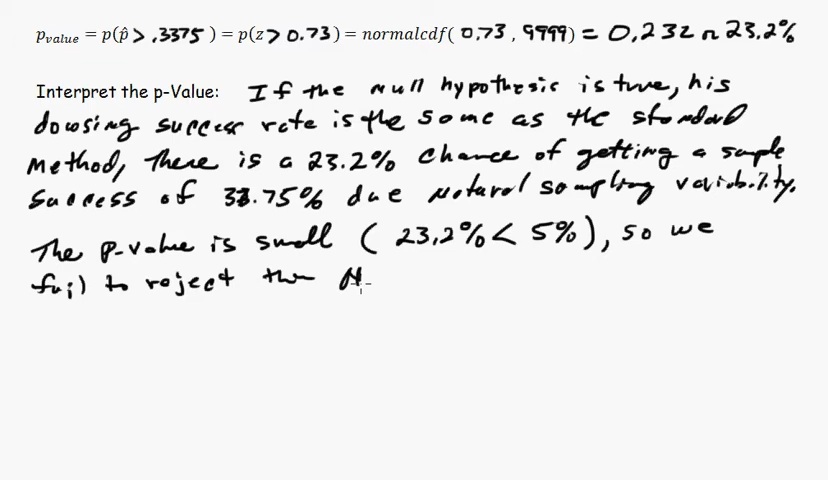 p_value = p(p̂ > .3375) = p(z > 0.73) = normalcdf( 0.73 , 9999) = 0.232 or 23.2%
Interpret the p-Value: If the null hypothesis is true, his
dowsing success rate is the same as the standard
method, there is a 23.2% chance of getting a sample
success of 33.75% due natural sampling variability.
The p-value is small ( 23.2% < 5%), so we
fail to reject the N